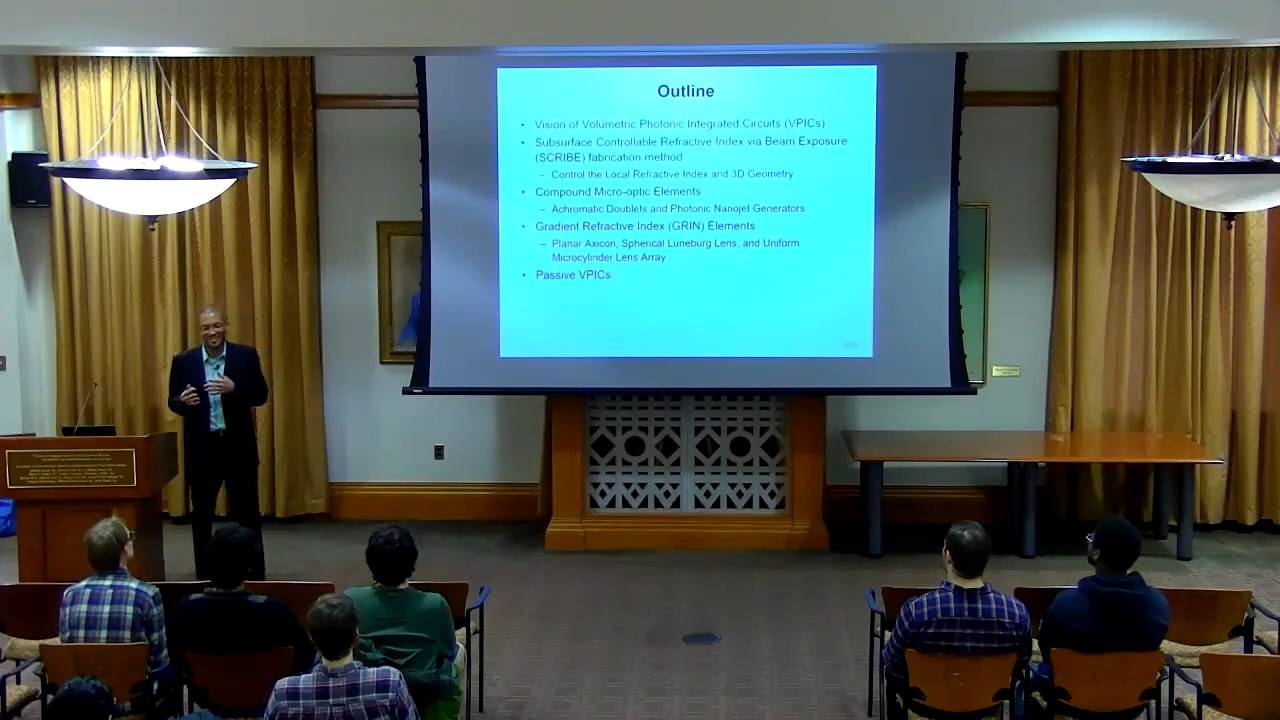 Outline
• Vision of Volumetric Photonic Integrated Circuits (VPICs)
• Subsurface Controllable Refractive Index via Beam Exposure
(SCRIBE) fabrication method
– Control the Local Refractive Index and 3D Geometry
• Compound Micro-optic Elements
– Achromatic Doublets and Photonic Nanojet Generators
• Gradient Refractive Index (GRIN) Elements
– Planar Axicon, Spherical Luneburg Lens, and Uniform
Microcylinder Lens Array
• Passive VPICs